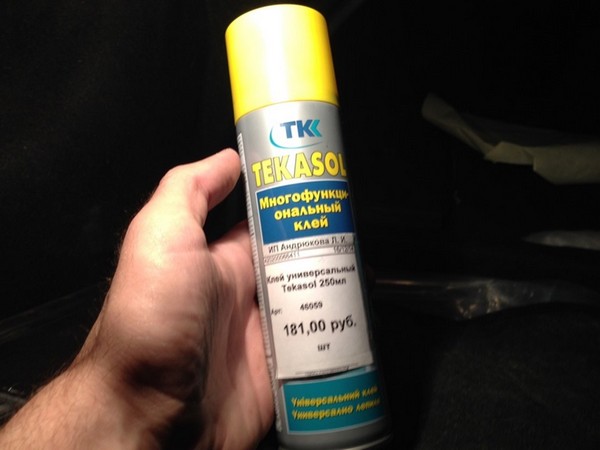 TK
TEKASOL
Многофункци-
ональный
клей
ИП Андрюкова Л. И.
Клей универсальный
Tekasol 250мл
Арт: 46059
181,00 руб.
шт
Універсальний клей
Универсално лепило